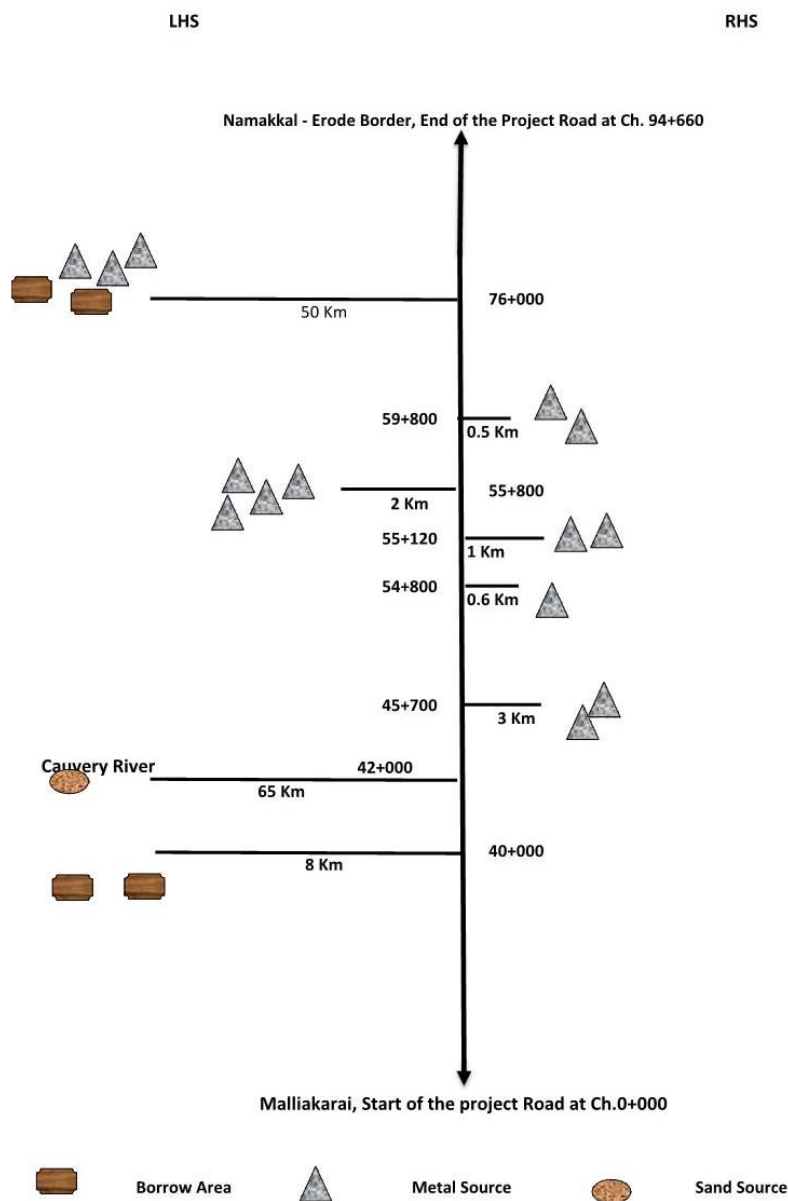 LHS RHS
Namakkal - Erode Border, End of the Project Road at Ch. 94+660
76+000
50 Km
59+800
0.5 Km
55+800
2 Km
55+120
1 Km
54+800
0.6 Km
45+700
3 Km
Cauvery River 42+000
65 Km
40+000
8 Km
Malliakarai, Start of the project Road at Ch.0+000
Borrow Area Metal Source Sand Source